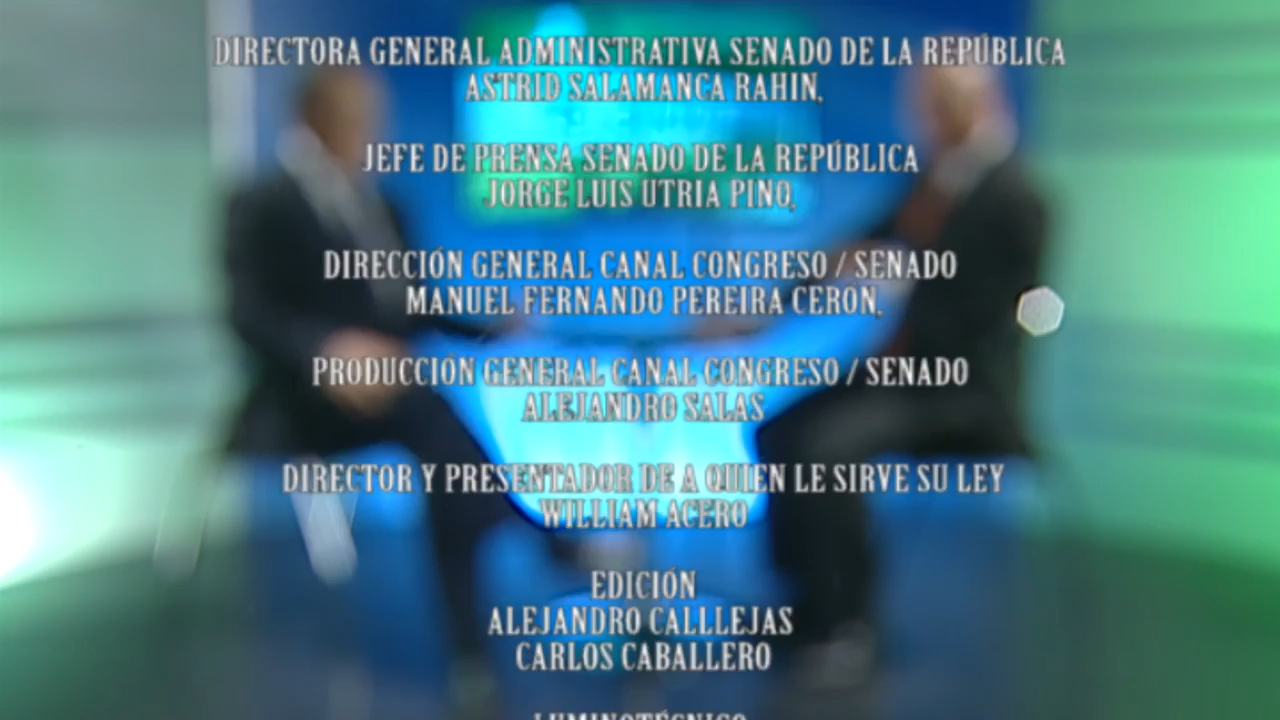 DIRECTORA GENERAL ADMINISTRATIVA SENADO DE LA REPÚBLICA
ASTRID SALAMANCA RAHIN,
JEFE DE PRENSA SENADO DE LA REPÚBLICA
JORGE LUIS UTRIA PINO,
DIRECCIÓN GENERAL CANAL CONGRESO / SENADO
MANUEL FERNANDO PEREIRA CERON,
PRODUCCIÓN GENERAL CANAL CONGRESO / SENADO
ALEJANDRO SALAS
DIRECTOR Y PRESENTADOR DE A QUIEN LE SIRVE SU LEY
WILLIAM ACERO
EDICIÓN
ALEJANDRO CALLLEJAS
CARLOS CABALLERO
LUMINOTÉCNICO